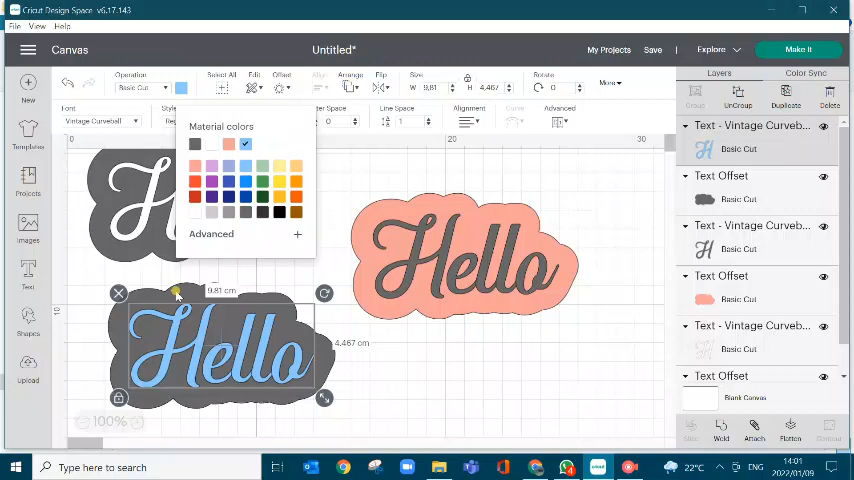 Cricut Design Space v6.17.143
File View Help
Canvas
Untitled*
My Projects Save | Explore Make It
Operation
Basic Cut
Select All Edit Offset Align Arrange Flip
Size
W 9,81 H 4.467
Rotate
0
More
Font
Vintage Curveball
Style
Reg
ter Space
0
Line Space
1
Alignment Curve Advanced
New
Templates
Projects
Images
Text
Shapes
Upload
0 20 30
10
Material colors
Advanced +
9.81 cm
4.467 cm
Hello
Hello
100%
Layers Color Sync
Group UnGroup Duplicate Delete
Text - Vintage Curveb...
Basic Cut
Text Offset
Basic Cut
Text - Vintage Curveb...
Basic Cut
Text Offset
Basic Cut
Text - Vintage Curveb...
Basic Cut
Text Offset
Blank Canvas
Slice Weld Attach Flatten Contour
Type here to search
4
22°C
ENG
14:01
2022/01/09